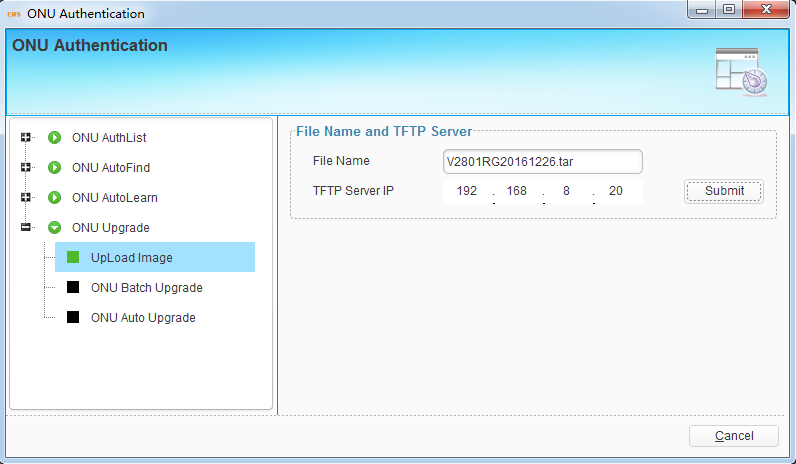 EMS ONU Authentication
ONU Authentication
ONU AuthList
ONU AutoFind
ONU AutoLearn
ONU Upgrade
UpLoad Image
ONU Batch Upgrade
ONU Auto Upgrade
File Name and TFTP Server
File Name V2801RG20161226.tar
TFTP Server IP 192 . 168 . 8 . 20 Submit
Cancel